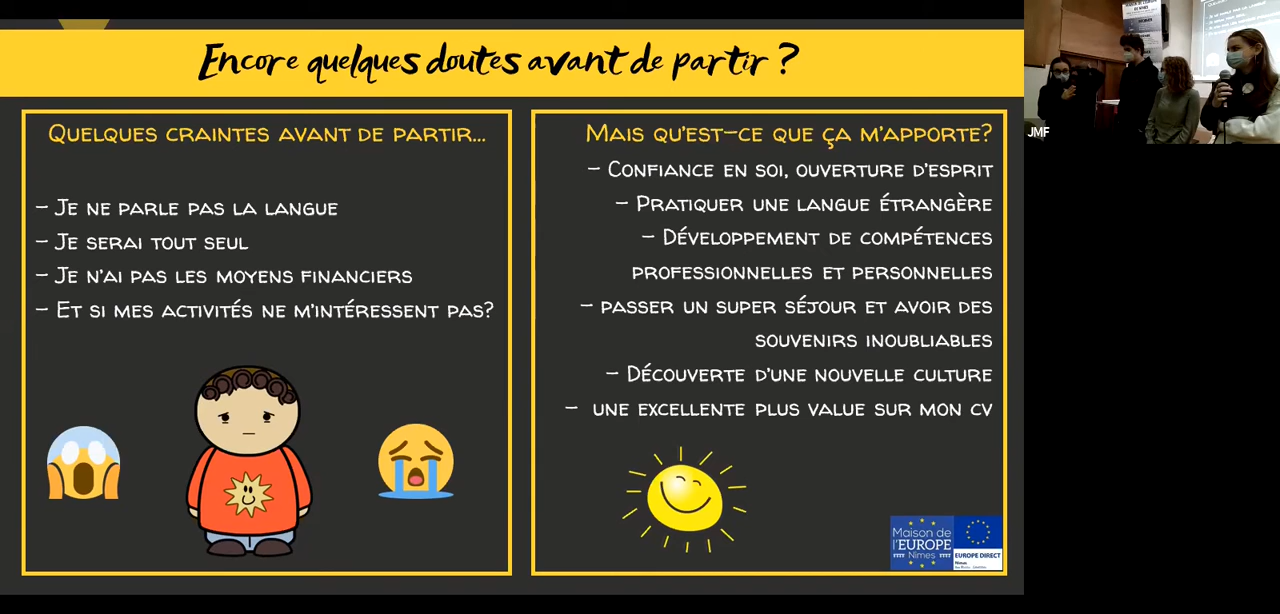 Encore quelques doutes avant de partir ?
QUELQUES CRAINTES AVANT DE PARTIR...
- JE NE PARLE PAS LA LANGUE
- JE SERAI TOUT SEUL
- JE N'AI PAS LES MOYENS FINANCIERS
- ET SI MES ACTIVITÉS NE M'INTÉRESSENT PAS?
MAIS QU'EST-CE QUE ÇA M'APPORTE?
- CONFIANCE EN SOI, OUVERTURE D'ESPRIT
- PRATIQUER UNE LANGUE ÉTRANGÈRE
- DÉVELOPPEMENT DE COMPÉTENCES
PROFESSIONNELLES ET PERSONNELLES
- PASSER UN SUPER SÉJOUR ET AVOIR DES
SOUVENIRS INOUBLIABLES
- DÉCOUVERTE D'UNE NOUVELLE CULTURE
- UNE EXCELLENTE PLUS VALUE SUR MON CV
Maison de
l'EUROPE
Nîmes
EUROPE DIRECT
Nîmes
JMF